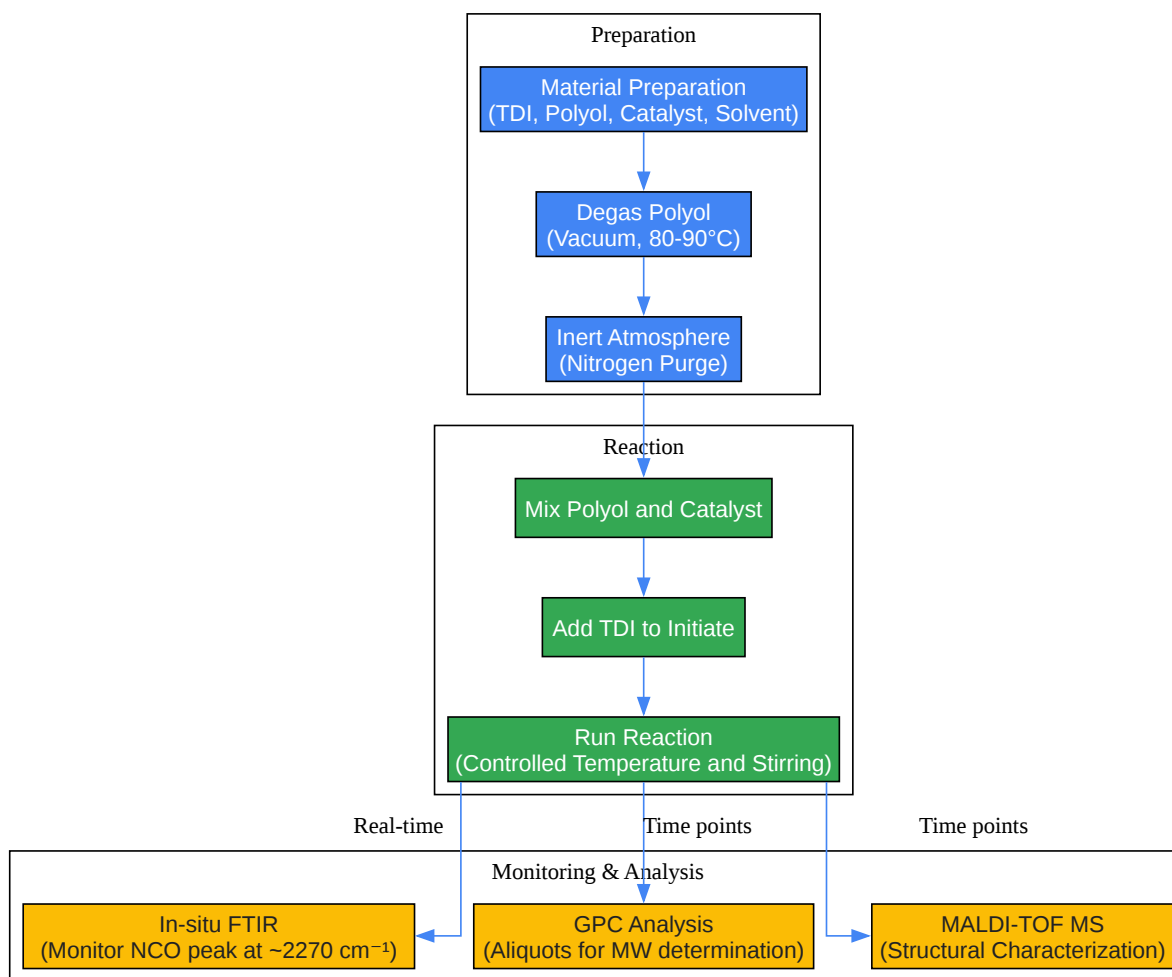 Preparation
Material Preparation
(TDI, Polyol, Catalyst, Solvent)
Degas Polyol
(Vacuum, 80-90°C)
Inert Atmosphere
(Nitrogen Purge)
Reaction
Mix Polyol and Catalyst
Add TDI to Initiate
Run Reaction
(Controlled Temperature and Stirring)
Real-time
Time points
Time points
Monitoring & Analysis
In-situ FTIR
(Monitor NCO peak at ~2270 cm⁻¹)
GPC Analysis
(Aliquots for MW determination)
MALDI-TOF MS
(Structural Characterization)